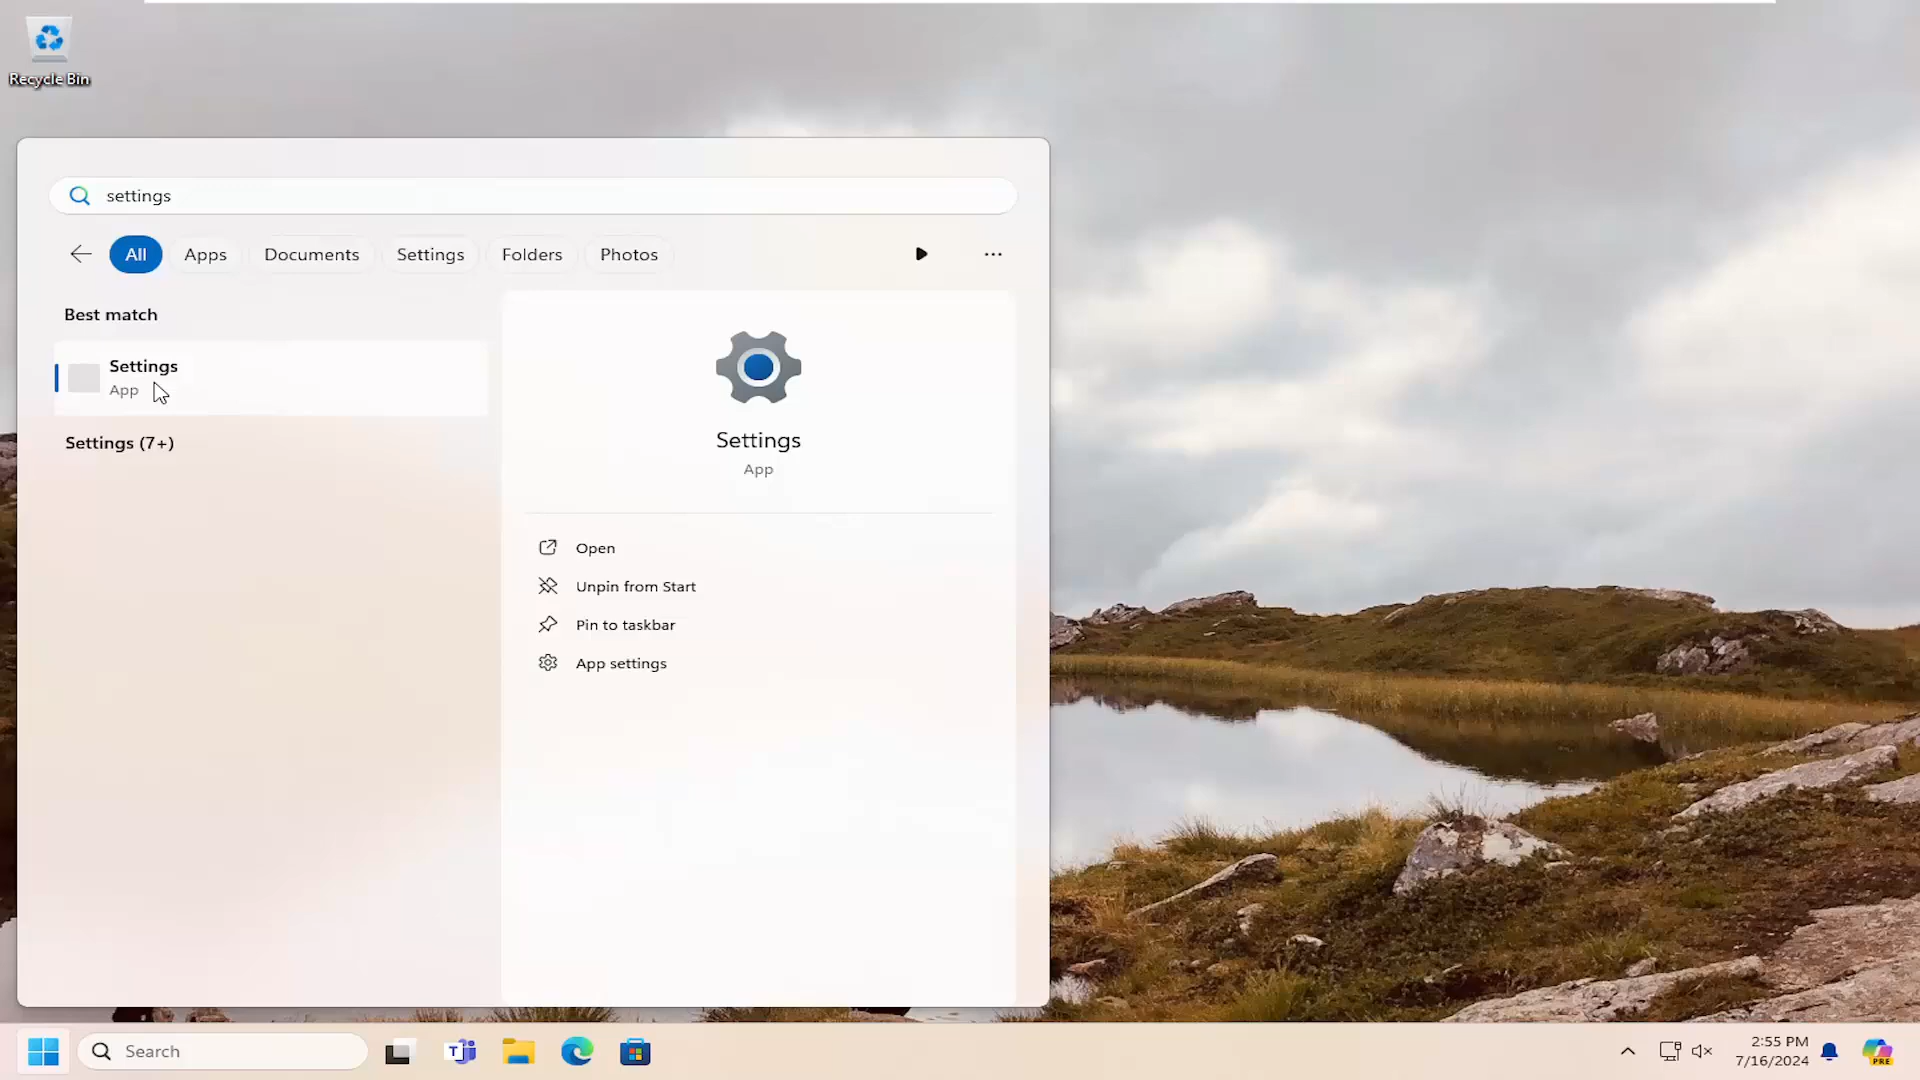 Recycle Bin
settings
All
Apps
Documents
Settings
Folders
Photos
Best match
Settings
App
Settings (7+)
Settings
App
Open
Unpin from Start
Pin to taskbar
App settings
Search
2:55 PM
7/16/2024
PRE